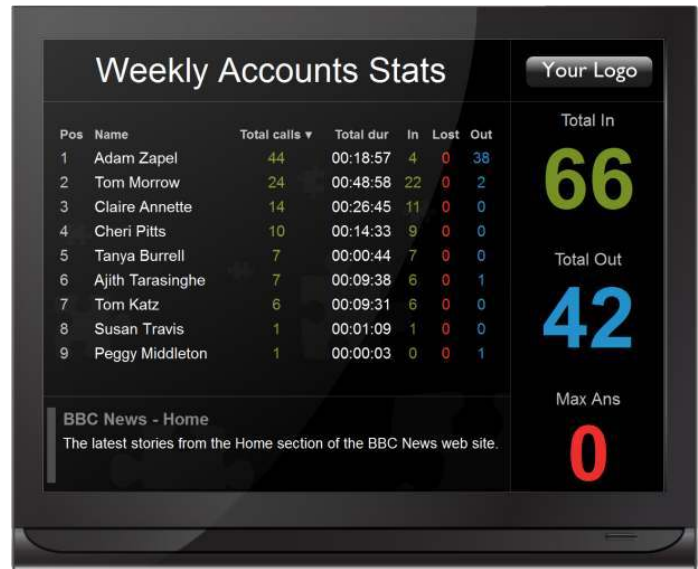 Weekly Accounts Stats
Your Logo
Pos Name Total calls ▼ Total dur In Lost Out
1 Adam Zapel 44 00:18:57 4 0 38
2 Tom Morrow 24 00:48:58 22 0 2
3 Claire Annette 14 00:26:45 11 0 0
4 Cheri Pitts 10 00:14:33 9 0 0
5 Tanya Burrell 7 00:00:44 7 0 0
6 Ajith Tarasinghe 7 00:09:38 6 0 1
7 Tom Katz 6 00:09:31 6 0 0
8 Susan Travis 1 00:01:09 1 0 0
9 Peggy Middleton 1 00:00:03 0 0 1
BBC News - Home
The latest stories from the Home section of the BBC News web site.
Total In
66
Total Out
42
Max Ans
0